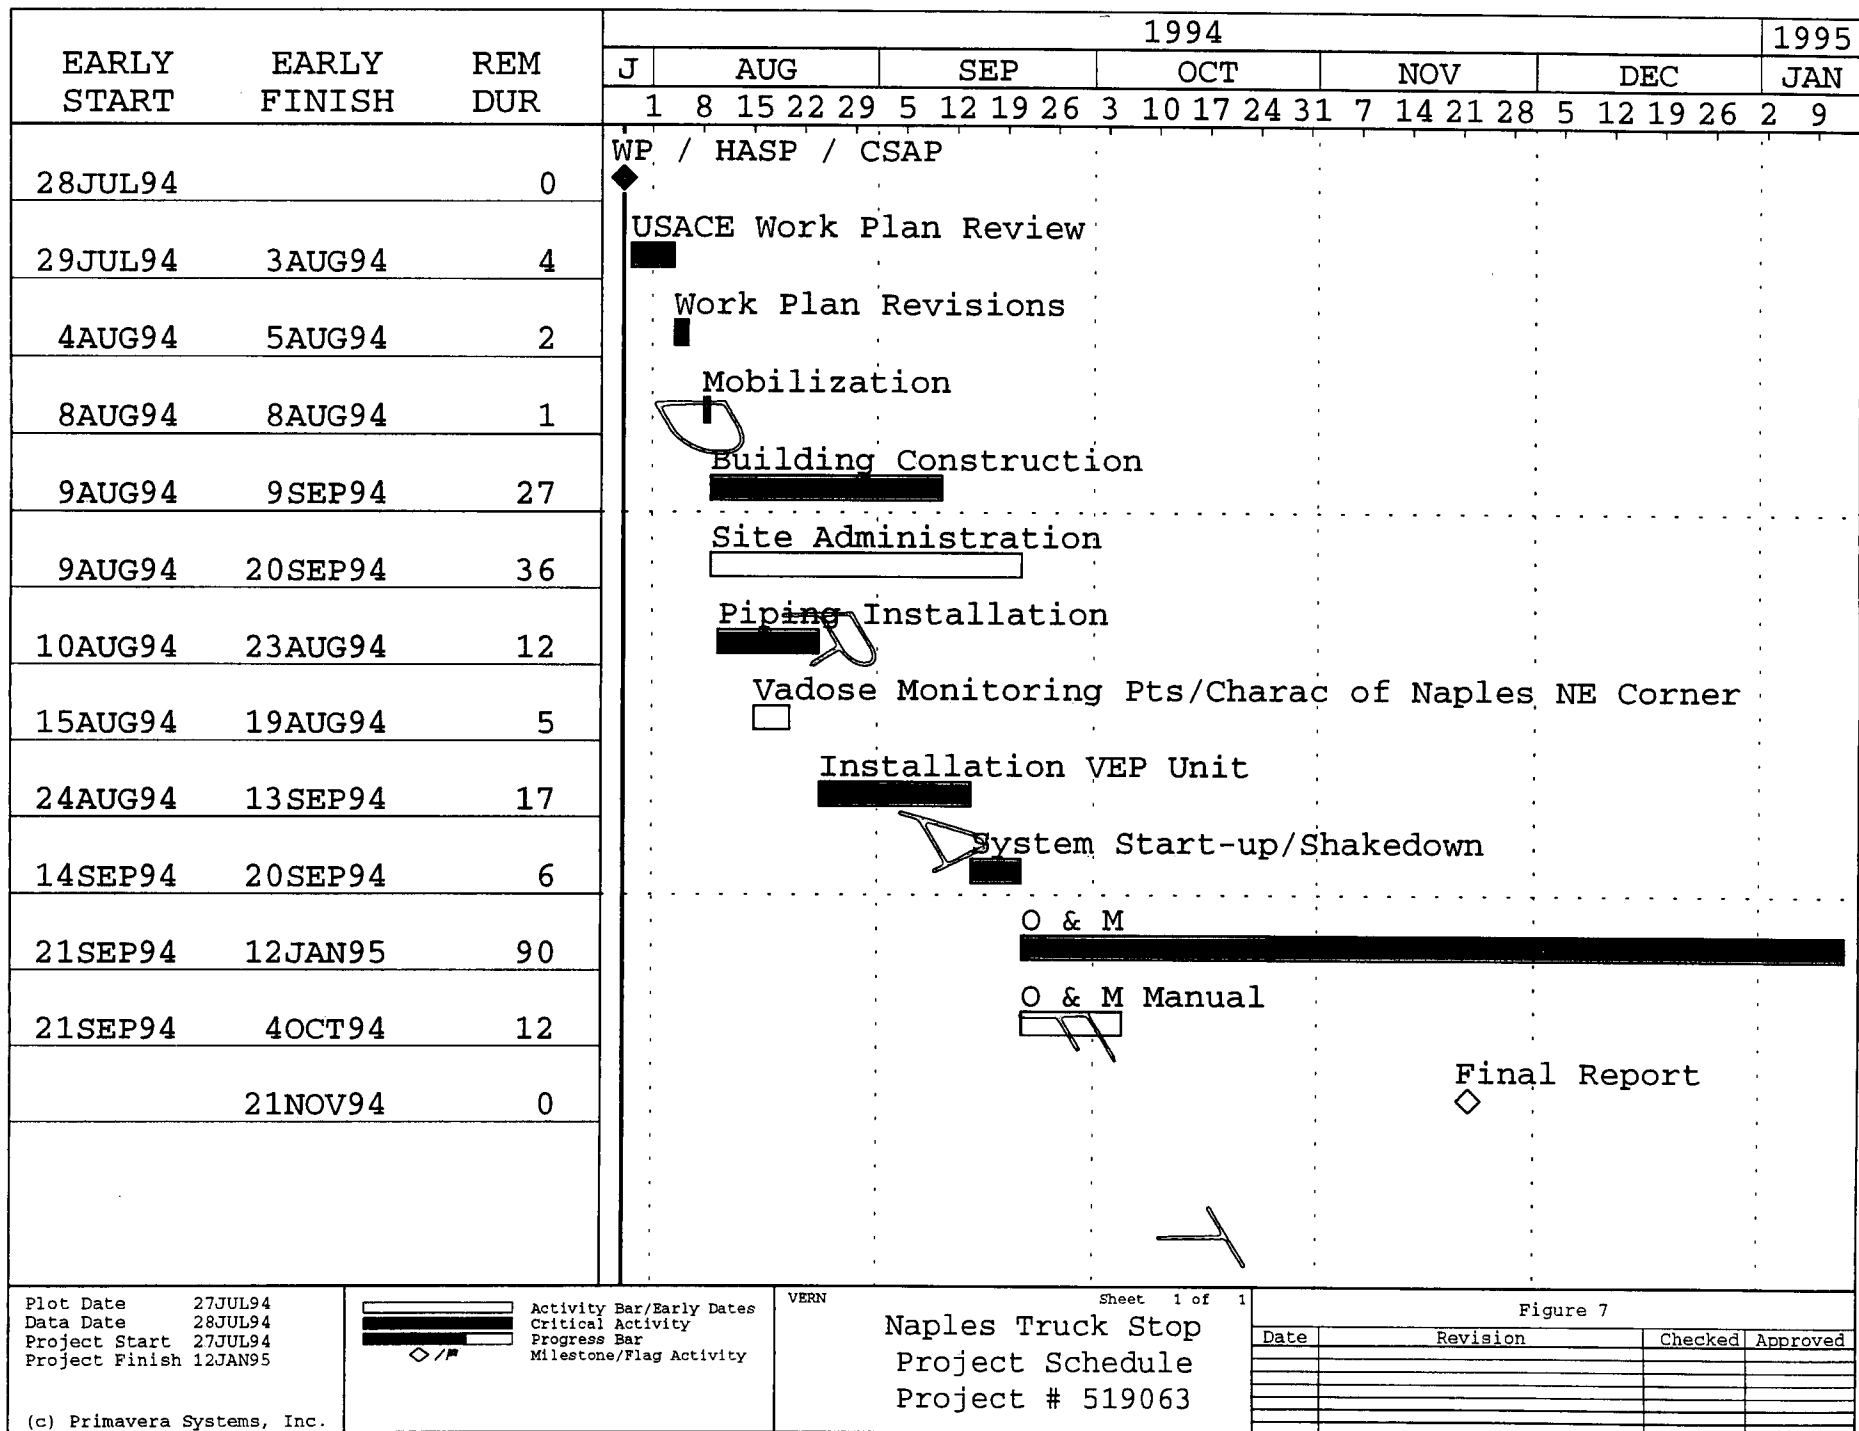 1994 1995
EARLY EARLY REM J AUG SEP OCT NOV DEC JAN
START FINISH DUR 1 8 15 22 29 5 12 19 26 3 10 17 24 31 7 14 21 28 5 12 19 26 2 9
WP / HASP / CSAP
28JUL94 0
USACE Work Plan Review
29JUL94 3AUG94 4
Work Plan Revisions
4AUG94 5AUG94 2
Mobilization
8AUG94 8AUG94 1
Building Construction
9AUG94 9SEP94 27
Site Administration
9AUG94 20SEP94 36
Piping Installation
10AUG94 23AUG94 12
Vadose Monitoring Pts/Charac of Naples NE Corner
15AUG94 19AUG94 5
Installation VEP Unit
24AUG94 13SEP94 17
System Start-up/Shakedown
14SEP94 20SEP94 6
O & M
21SEP94 12JAN95 90
O & M Manual
21SEP94 4OCT94 12
Final Report
21NOV94 0
Plot Date 27JUL94
Data Date 28JUL94
Project Start 27JUL94
Project Finish 12JAN95
(c) Primavera Systems, Inc.
Activity Bar/Early Dates
Critical Activity
Progress Bar
Milestone/Flag Activity
VERN Sheet 1 of 1
Naples Truck Stop
Project Schedule
Project # 519063
Figure 7
Date Revision Checked Approved